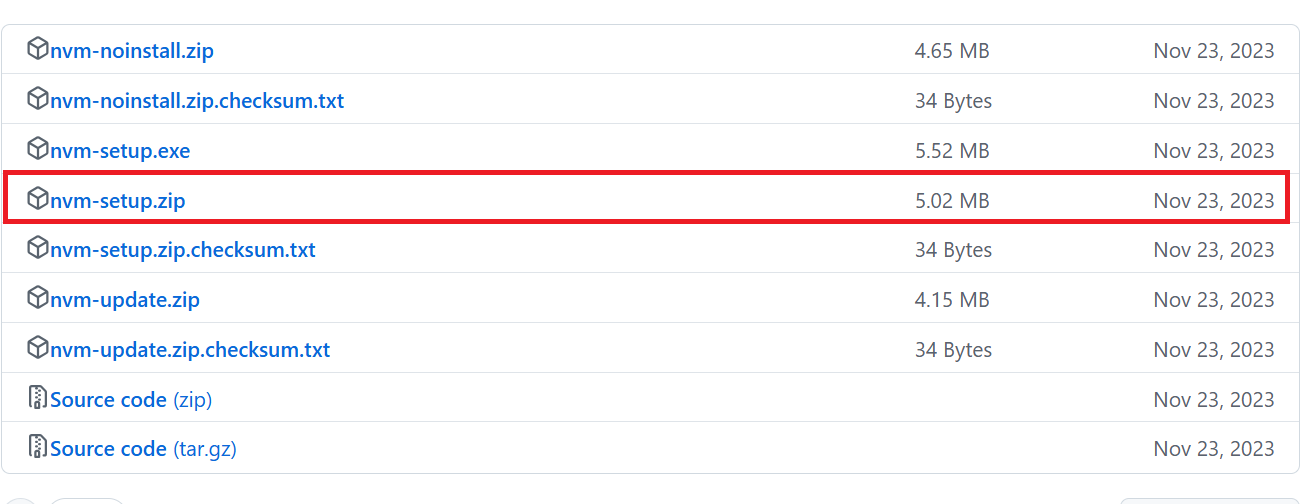 nvm-noinstall.zip 4.65 MB Nov 23, 2023
nvm-noinstall.zip.checksum.txt 34 Bytes Nov 23, 2023
nvm-setup.exe 5.52 MB Nov 23, 2023
nvm-setup.zip 5.02 MB Nov 23, 2023
nvm-setup.zip.checksum.txt 34 Bytes Nov 23, 2023
nvm-update.zip 4.15 MB Nov 23, 2023
nvm-update.zip.checksum.txt 34 Bytes Nov 23, 2023
Source code (zip) Nov 23, 2023
Source code (tar.gz) Nov 23, 2023